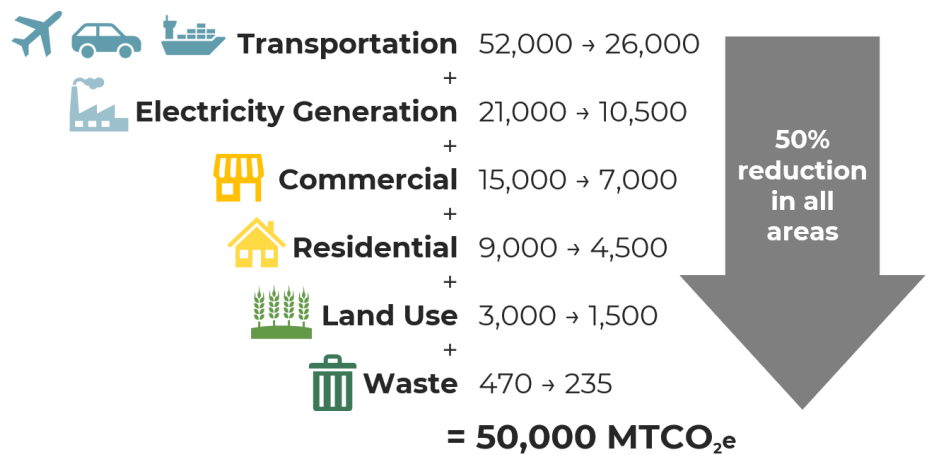 Transportation 52,000 → 26,000
+
Electricity Generation 21,000 → 10,500
+
Commercial 15,000 → 7,000
+
Residential 9,000 → 4,500
+
Land Use 3,000 → 1,500
+
Waste 470 → 235
= 50,000 MTCO₂e
50%
reduction
in all
areas